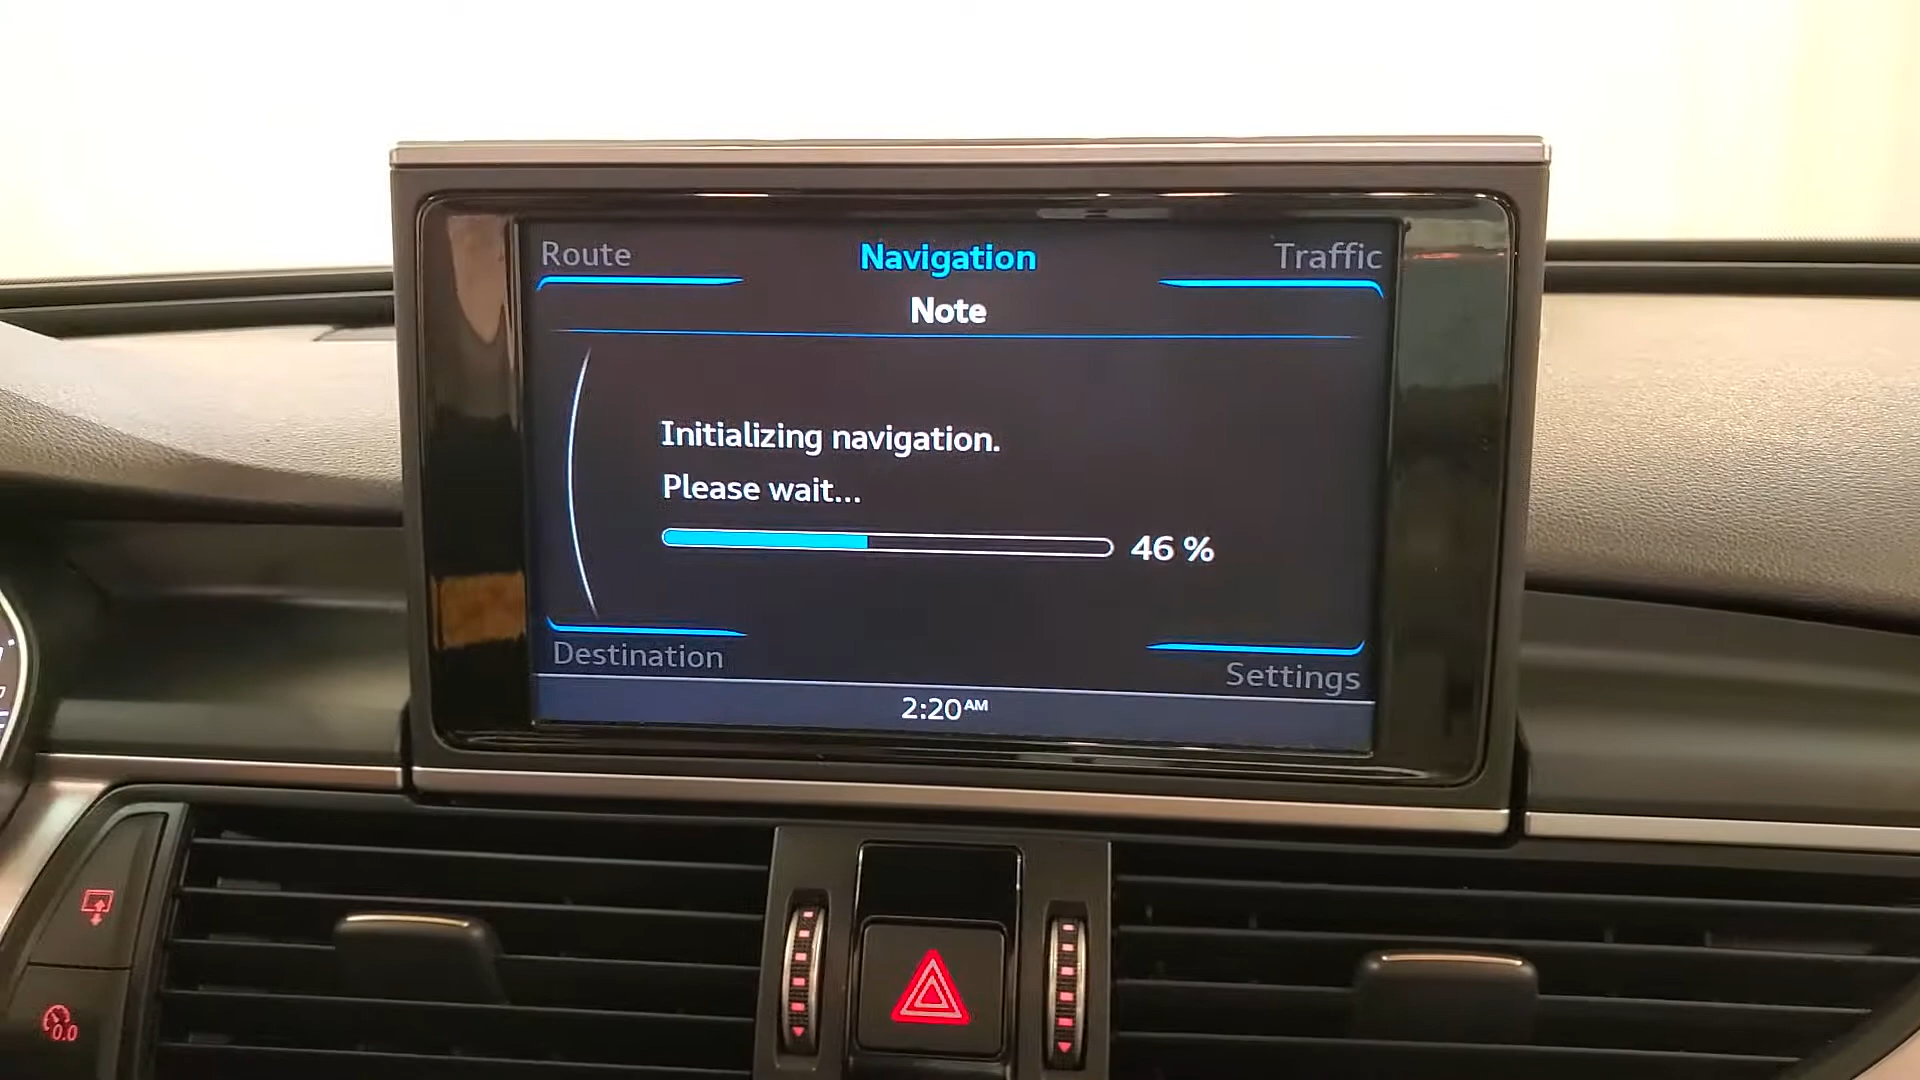 Route
Navigation
Traffic
Note
Initializing navigation.
Please wait...
46 %
Destination
Settings
2:20AM
0.0